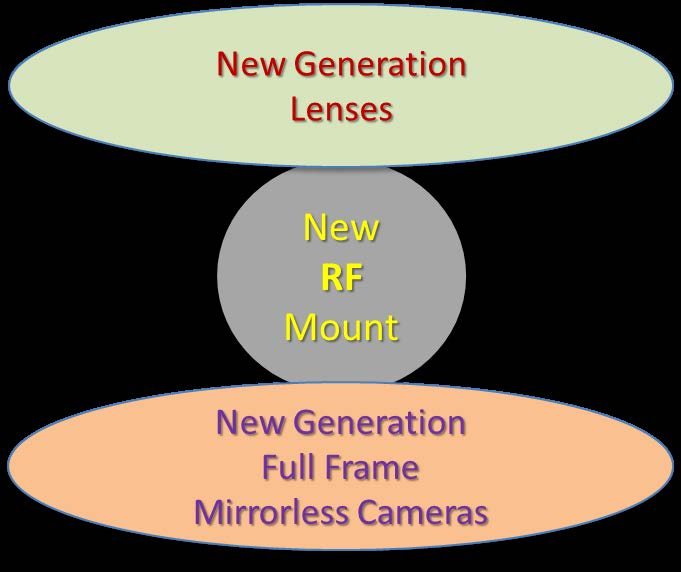 New Generation
Lenses
New
RF
Mount
New Generation
Full Frame
Mirrorless Cameras